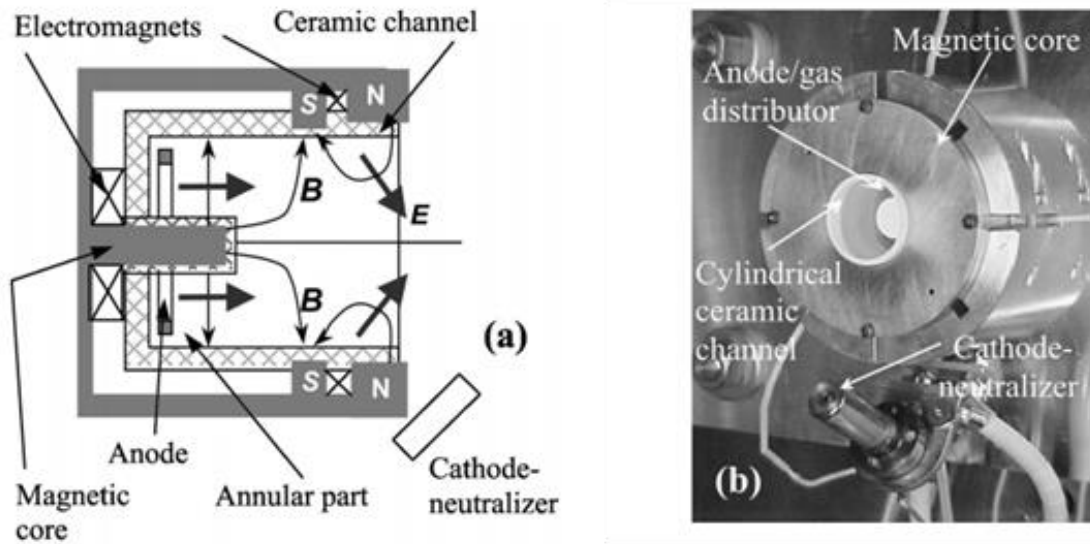 Electromagnets
Ceramic channel
S
N
B
E
B
(a)
S
N
Anode
Magnetic
core
Annular part
Cathode-
neutralizer
Magnetic core
Anode/gas
distributor
Cylindrical
ceramic
channel
Cathode-
neutralizer
(b)